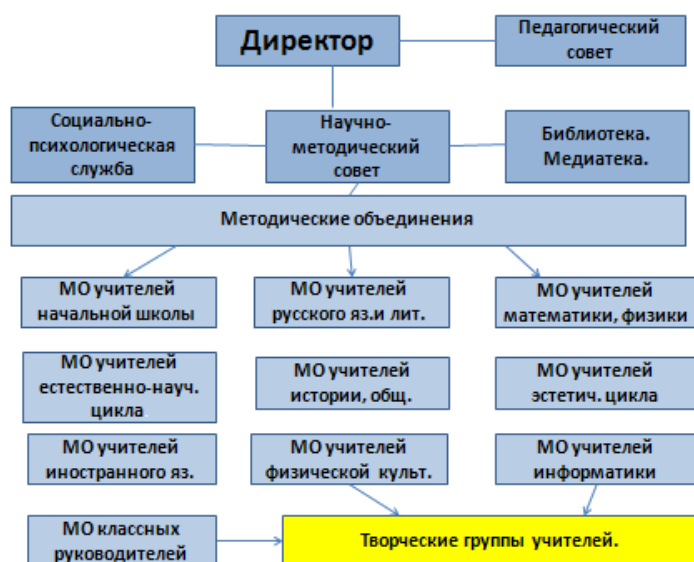 Директор
Педагогический
совет
Социально-
психологическая
служба
Научно-
методический
совет
Библиотека.
Медиатека.
Методические объединения
МО учителей
начальной школы
МО учителей
русского яз.и лит.
МО учителей
математики, физики
МО учителей
естественно-науч.
цикла
МО учителей
истории, общ.
МО учителей
эстетич. цикла
МО учителей
иностранного яз.
МО учителей
физической культ.
МО учителей
информатики
МО классных
руководителей
Творческие группы учителей.